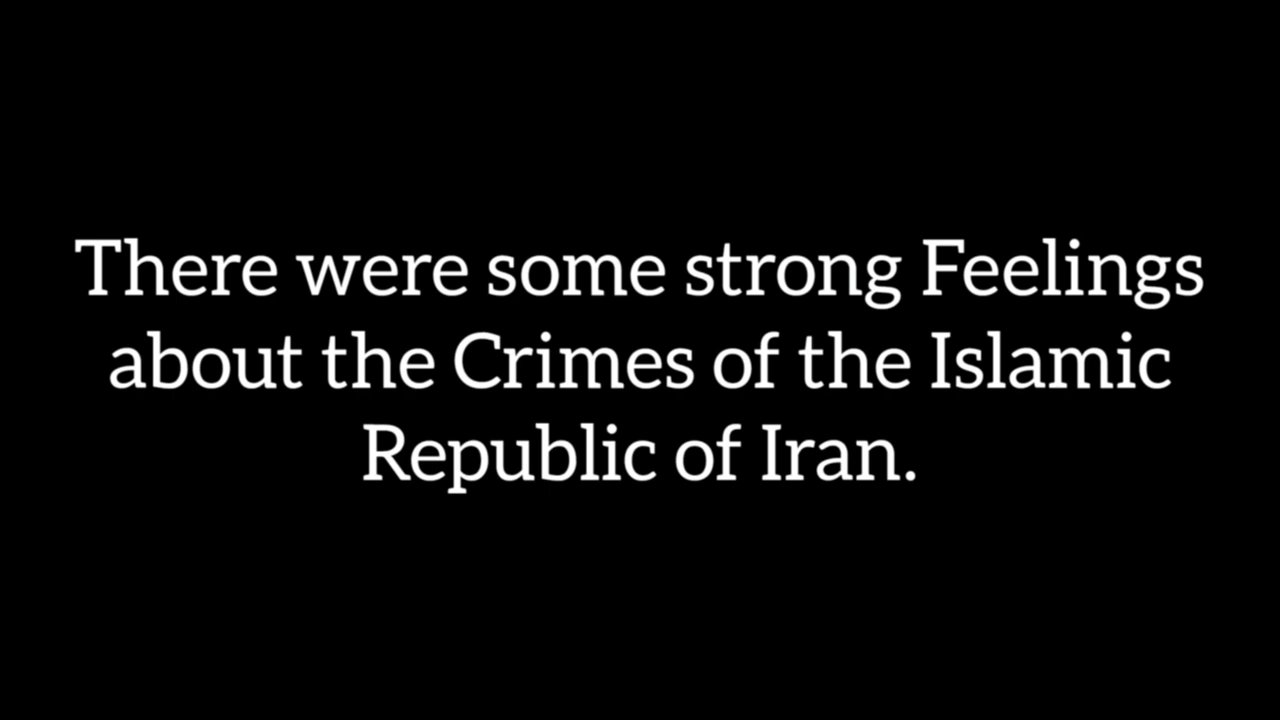 There were some strong Feelings
about the Crimes of the Islamic
Republic of Iran.